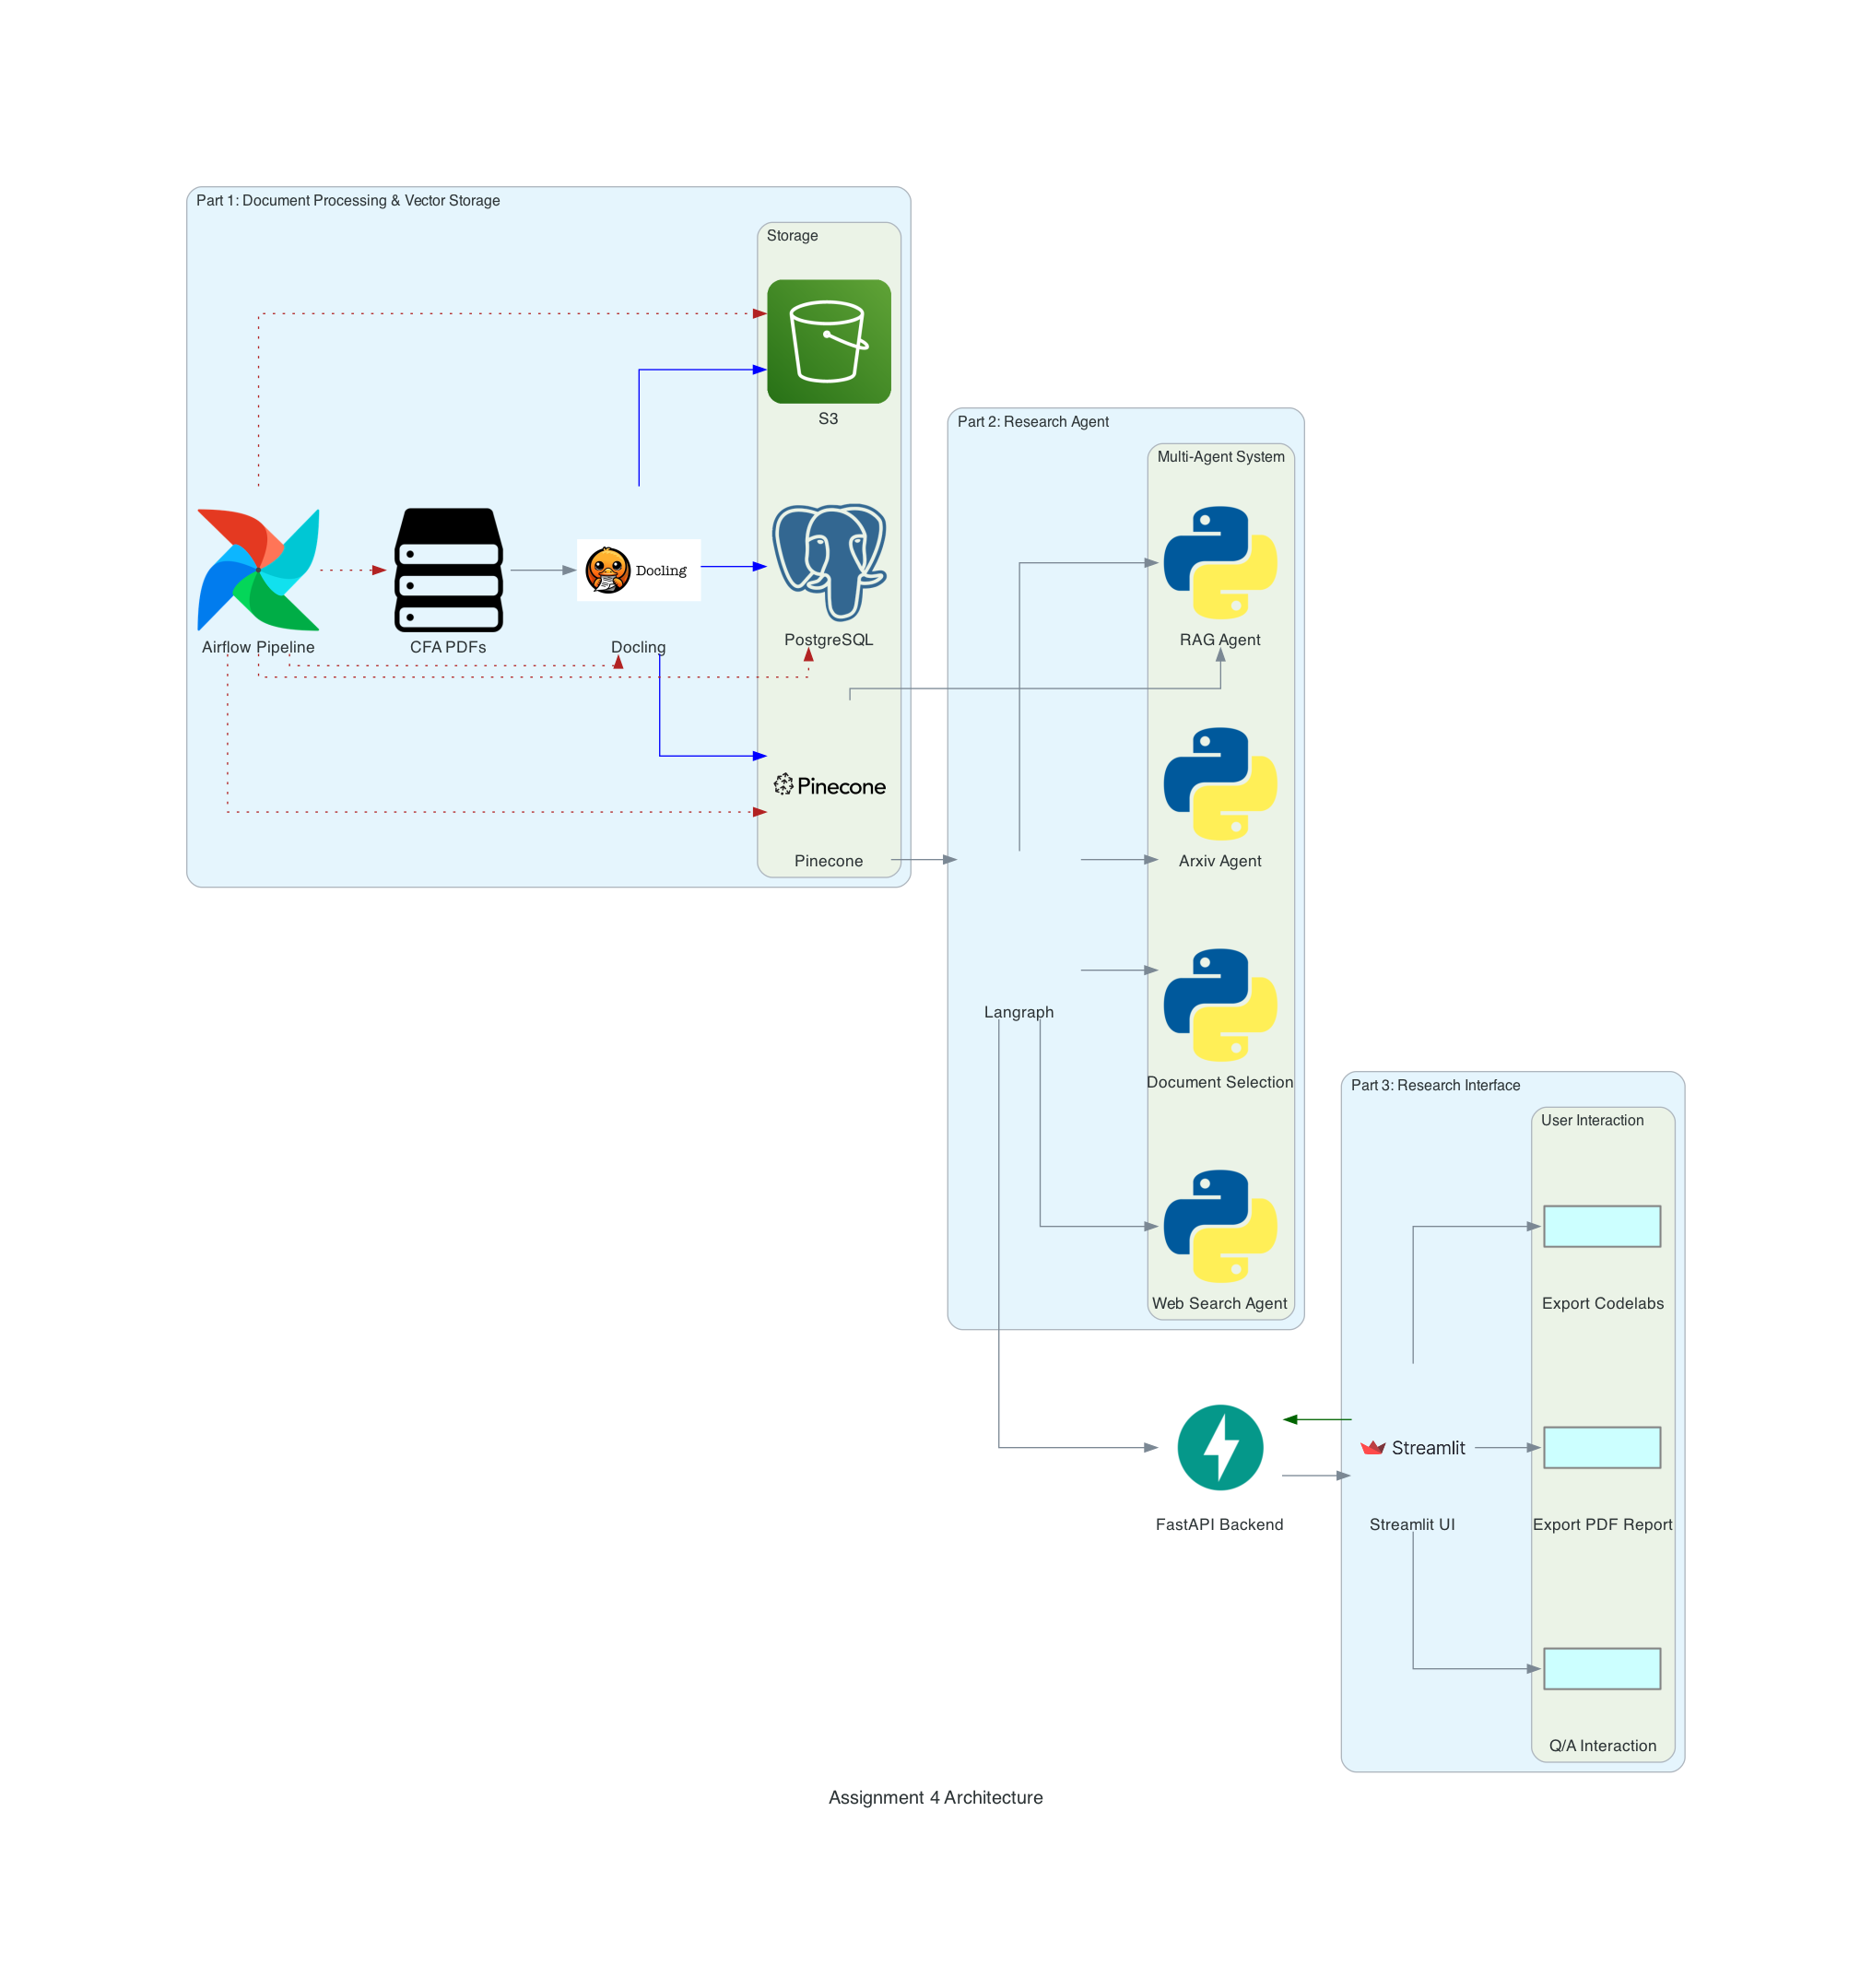 Part 1: Document Processing & Vector Storage
Storage
S3
Docling
Airflow Pipeline
CFA PDFs
Docling
PostgreSQL
Pinecone
Pinecone
Part 2: Research Agent
Multi-Agent System
RAG Agent
Arxiv Agent
Langraph
Document Selection
Web Search Agent
FastAPI Backend
Part 3: Research Interface
User Interaction
Export Codelabs
Streamlit
Streamlit UI
Export PDF Report
Q/A Interaction
Assignment 4 Architecture